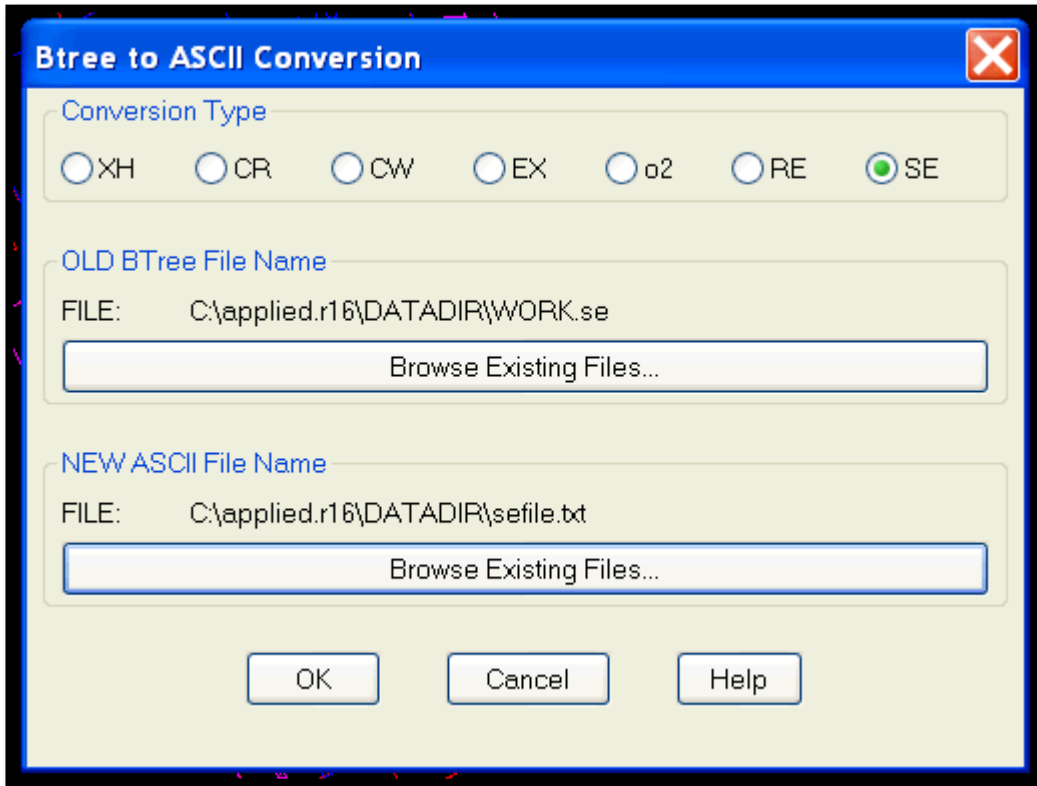 Btree to ASCII Conversion
Conversion Type
XH CR CW EX o2 RE SE
OLD BTree File Name
FILE: C:\applied.r16\DATADIR\WORK.se
Browse Existing Files...
NEW ASCII File Name
FILE: C:\applied.r16\DATADIR\sefile.txt
Browse Existing Files...
OK Cancel Help